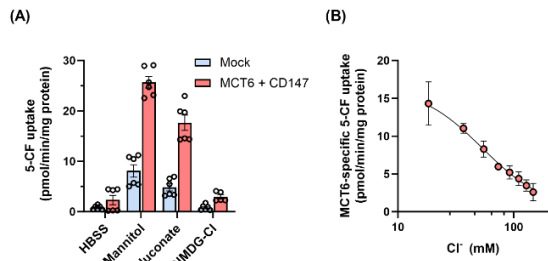 (A)
(B)
Mock
MCT6 + CD147
5-CF uptake
(pmol/min/mg protein)
30
20
10
0
HBSS
Mannitol
luconate
NMDG-Cl
MCT6-specific 5-CF uptake
(pmol/min/mg protein)
20
15
10
5
0
10
100
Cl⁻ (mM)